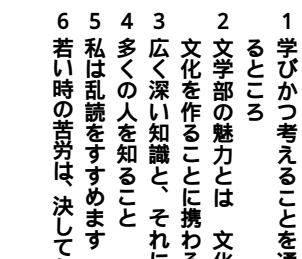 1 学びかつ考えることを通
るところ
2 文学部の魅力とは 文化
文化を作ることに携わる
3 広く深い知識と、それに
4 多くの人を知ること
5 私は乱読をすすめます
6 若い時の苦労は、決して